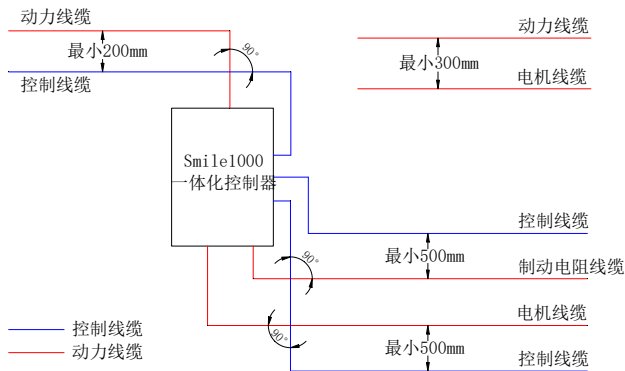 动力线缆
最小200mm
90°
控制线缆
动力线缆
最小300mm
电机线缆
Smile1000
一体化控制器
控制线缆
最小500mm
90°
制动电阻线缆
电机线缆
90°
最小500mm
控制线缆
控制线缆
动力线缆